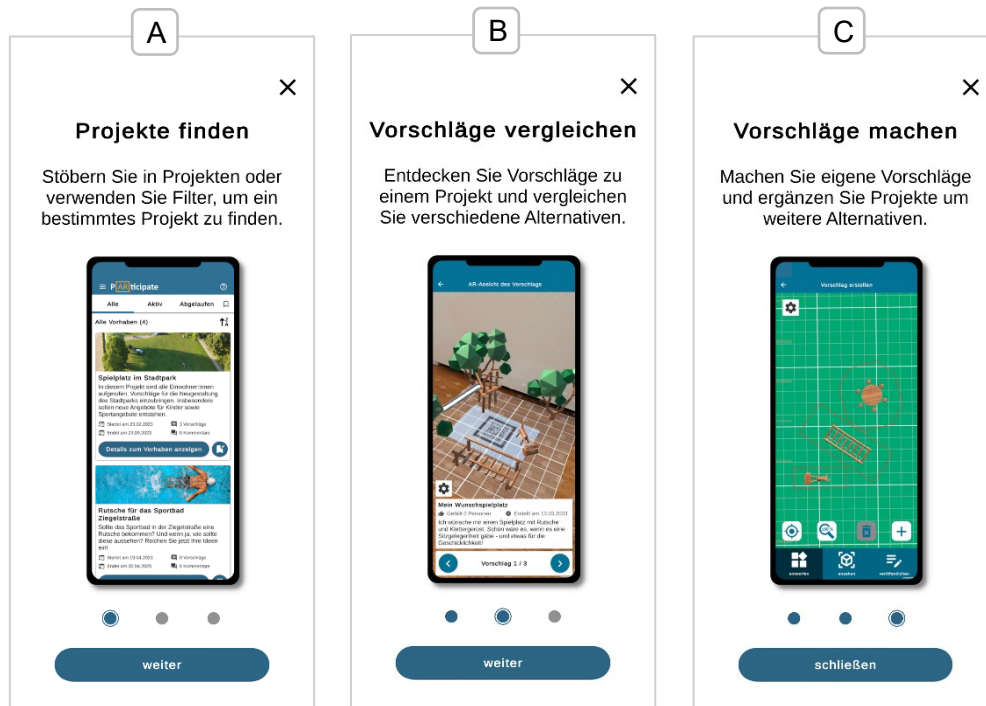 A
Projekte finden
Stöbern Sie in Projekten oder
verwenden Sie Filter, um ein
bestimmtes Projekt zu finden.
PARticipate
Alle Aktiv Abgelaufen
Alle Vorhaben (4)
Spielplatz im Stadtpark
In diesem Projekt sind alle Einwohner:innen
aufgerufen, Vorschläge für die Neugestaltung
des Stadtparks einzubringen. Insbesondere
sollen neue Angebote für Kinder sowie
Sportangebote entstehen.
Startet am 23.02.2023 3 Vorschläge
Endet am 23.09.2023 0 Kommentare
Details zum Vorhaben anzeigen
Rutsche für das Sportbad
Ziegelstraße
Sollte das Sportbad in der Ziegelstraße eine
Rutsche bekommen? Und wenn ja, wie sollte
diese aussehen? Reichen Sie jetzt Ihre Ideen
ein!
Startet am 19.04.2023 0 Vorschläge
Endet am 30.04.2023 0 Kommentare
weiter
B
Vorschläge vergleichen
Entdecken Sie Vorschläge zu
einem Projekt und vergleichen
Sie verschiedene Alternativen.
AR-Ansicht des Vorschlags
Mein Wunschspielplatz
Gefällt 0 Personen Erstellt am 13.03.2023
Ich wünsche mir einen Spielplatz mit Rutsche
und Klettergerüst. Schön wäre es, wenn es eine
Sitzgelegenheit gäbe - und etwas für die
Geschicklichkeit!
Vorschlag 1 / 3
weiter
C
Vorschläge machen
Machen Sie eigene Vorschläge
und ergänzen Sie Projekte um
weitere Alternativen.
Vorschlag erstellen
100%
entwerfen ansehen veröffentlichen
schließen